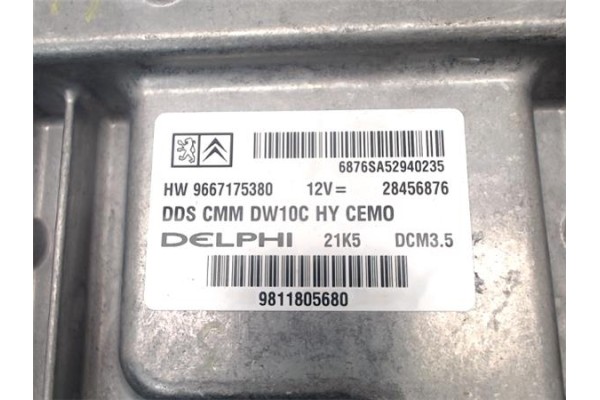 6876SA52940235
HW 9667175380 12V= 28456876
DDS CMM DW10C HY CEMO
DELPHI 21K5 DCM3.5
9811805680